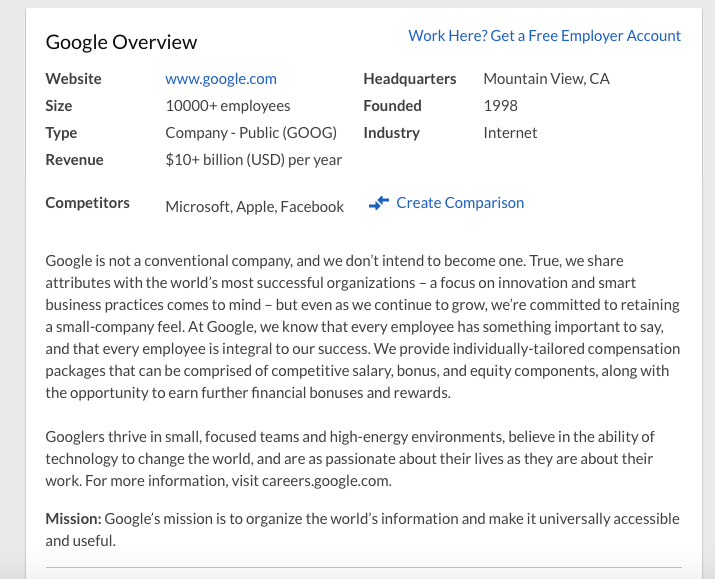 Google Overview
Work Here? Get a Free Employer Account
Website www.google.com Headquarters Mountain View, CA
Size 10000+ employees Founded 1998
Type Company - Public (GOOG) Industry Internet
Revenue $10+ billion (USD) per year
Competitors Microsoft, Apple, Facebook Create Comparison
Google is not a conventional company, and we don’t intend to become one. True, we share
attributes with the world’s most successful organizations – a focus on innovation and smart
business practices comes to mind – but even as we continue to grow, we’re committed to retaining
a small-company feel. At Google, we know that every employee has something important to say,
and that every employee is integral to our success. We provide individually-tailored compensation
packages that can be comprised of competitive salary, bonus, and equity components, along with
the opportunity to earn further financial bonuses and rewards.
Googlers thrive in small, focused teams and high-energy environments, believe in the ability of
technology to change the world, and are as passionate about their lives as they are about their
work. For more information, visit careers.google.com.
Mission: Google’s mission is to organize the world’s information and make it universally accessible
and useful.